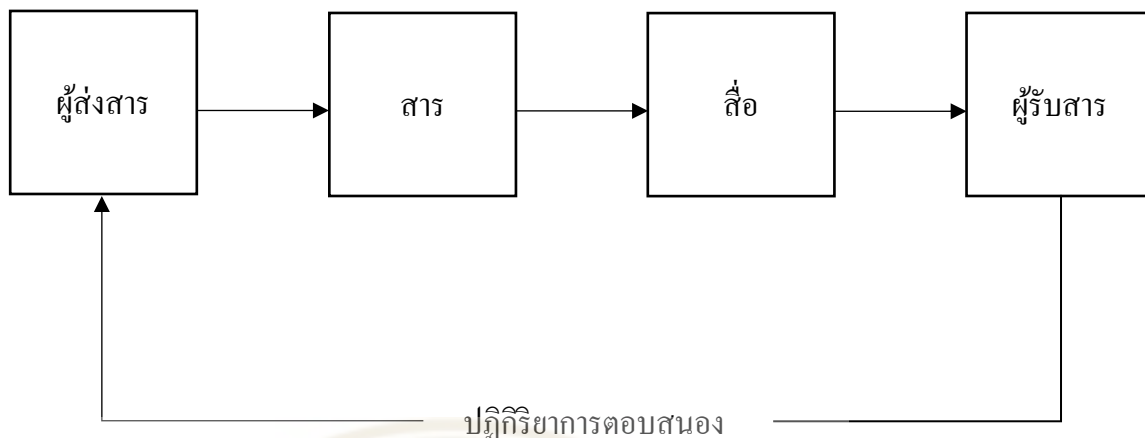 ผู้ส่งสาร
สาร
สื่อ
ผู้รับสาร
ปฏิกิริยาการตอบสนอง